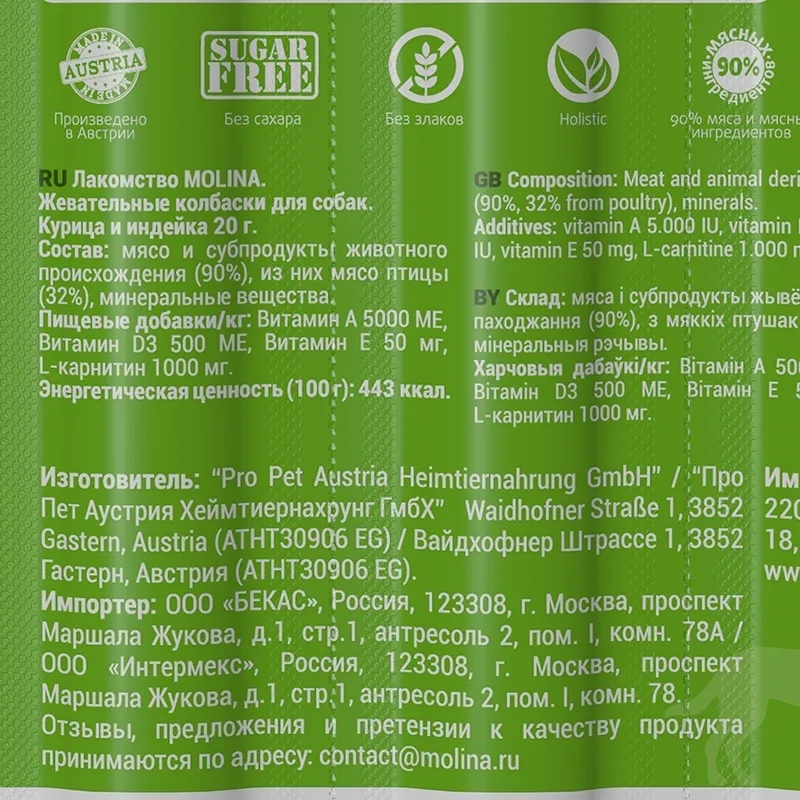 MADE IN
AUSTRIA
MADE IN
SUGAR
FREE
МЯСНЫХ
90%
ИНГРЕДИЕНТОВ
Произведено
в Австрии
Без сахара
Без злаков
Holistic
90% мяса и
ингредиентов
RU Лакомство MOLINA.
Жевательные колбаски для собак.
Курица и индейка 20 г.
Состав: мясо и субпродукты животного
происхождения (90%), из них мясо птицы
(32%), минеральные вещества.
Пищевые добавки/кг: Витамин А 5000 МЕ,
Витамин D3 500 МЕ, Витамин Е 50 мг,
L-карнитин 1000 мг.
Энергетическая ценность (100 г): 443 ккал.
GB Composition: Meat and animal
(90%, 32% from poultry), minerals.
Additives: vitamin A 5.000 IU, vitamin
IU, vitamin E 50 mg, L-carnitine 1.000
BY Склад: мяса і субпродукты
паходжання (90%), з мяккіх птушак
мінеральныя рэчывы.
Харчовыя дабаўкі/кг: Вітамін А
Вітамін D3 500 МЕ, Вітамін Е
L-карнитин 1000 мг.
Изготовитель: “Pro Pet Austria Heimtiernahrung GmbH” / “Про
Пет Аустрия Хеймтиернахрунг ГмбХ” Waidhofner Straße 1, 3852
Gastern, Austria (ATHT30906 EG) / Вайдхофнер Штрассе 1, 3852
Гастерн, Австрия (ATHT30906 EG).
Импортер: ООО «БЕКАС», Россия, 123308, г. Москва, проспект
Маршала Жукова, д.1, стр.1, антресоль 2, пом. I, комн. 78А /
ООО «Интермекс», Россия, 123308, г. Москва, проспект
Маршала Жукова, д.1, стр.1, антресоль 2, пом. I, комн. 78.
Отзывы, предложения и претензии к качеству продукта
принимаются по адресу: contact@molina.ru
18,